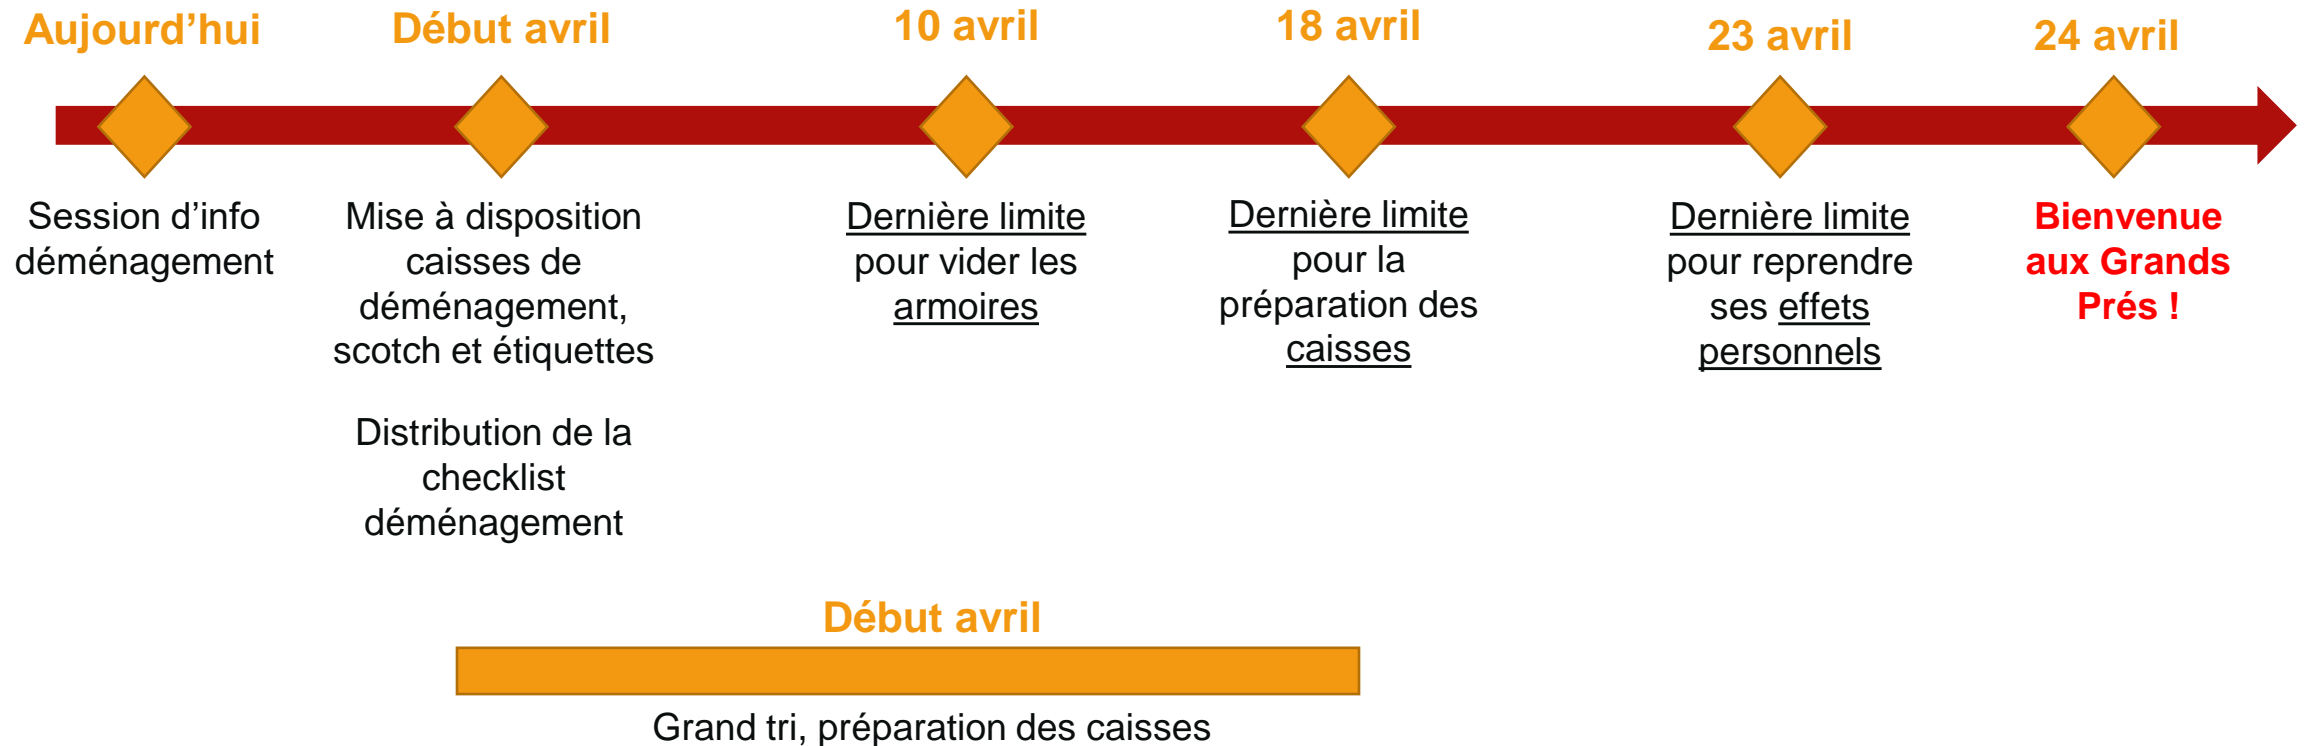 Aujourd’hui
Session d’info
déménagement
Début avril
Mise à disposition
caisses de
déménagement,
scotch et étiquettes
Distribution de la
checklist
déménagement
10 avril
Dernière limite
pour vider les
armoires
18 avril
Dernière limite
pour la
préparation des
caisses
23 avril
Dernière limite
pour reprendre
ses effets
personnels
24 avril
Bienvenue
aux Grands
Prés !
Début avril
Grand tri, préparation des caisses